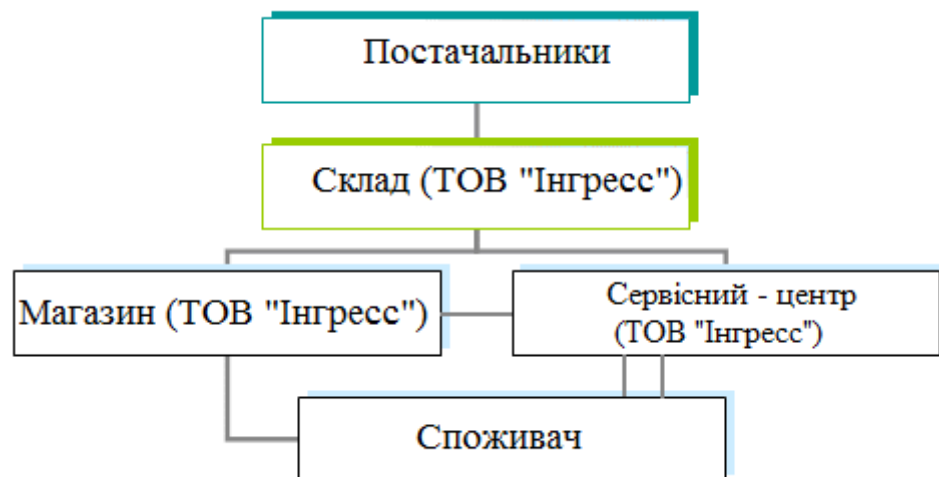 Постачальники
Склад (ТОВ "Інгресс")
Магазин (ТОВ "Інгресс")
Сервісний - центр
(ТОВ "Інгресс")
Споживач